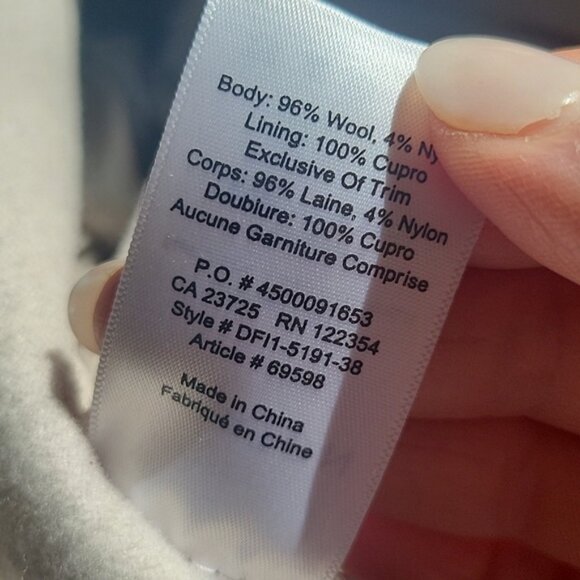 Body: 96% Wool, 4% Ny
Lining: 100% Cupro
Exclusive Of Trim
Corps: 96% Laine, 4% Nylon
Doublure: 100% Cupro
Aucune Garniture Comprise
P.O. # 4500091653
CA 23725 RN 122354
Style # DFI1-5191-38
Article # 69598
Made in China
Fabriqué en Chine